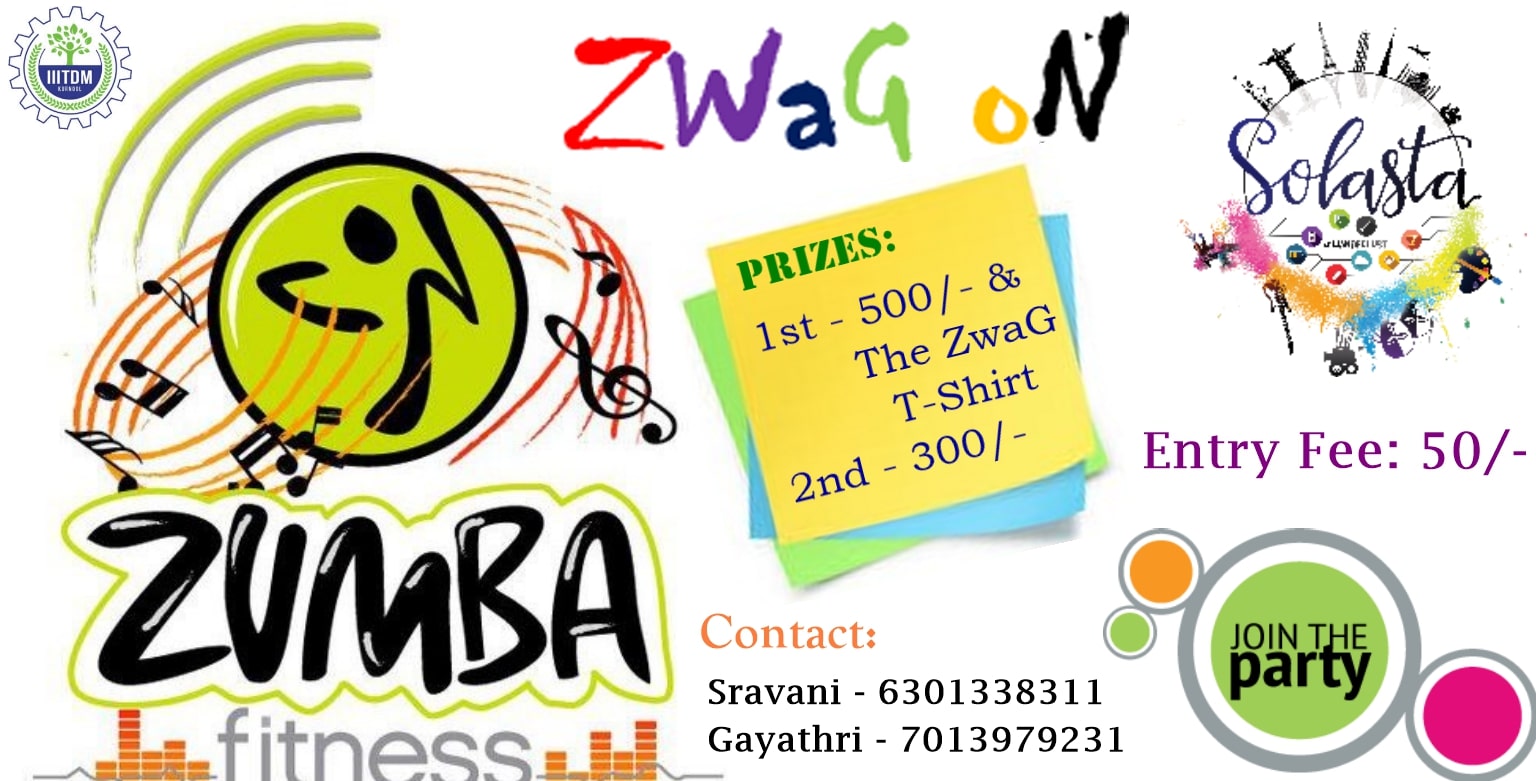 IIITDM
KURNOOL
ZWaG oN
Solasta
PRIZES:
1st - 500/- &
The ZwaG
T-Shirt
2nd - 300/-
Entry Fee: 50/-
ZUMBA
fitness
Contact:
Sravani - 6301338311
Gayathri - 7013979231
JOIN THE
party